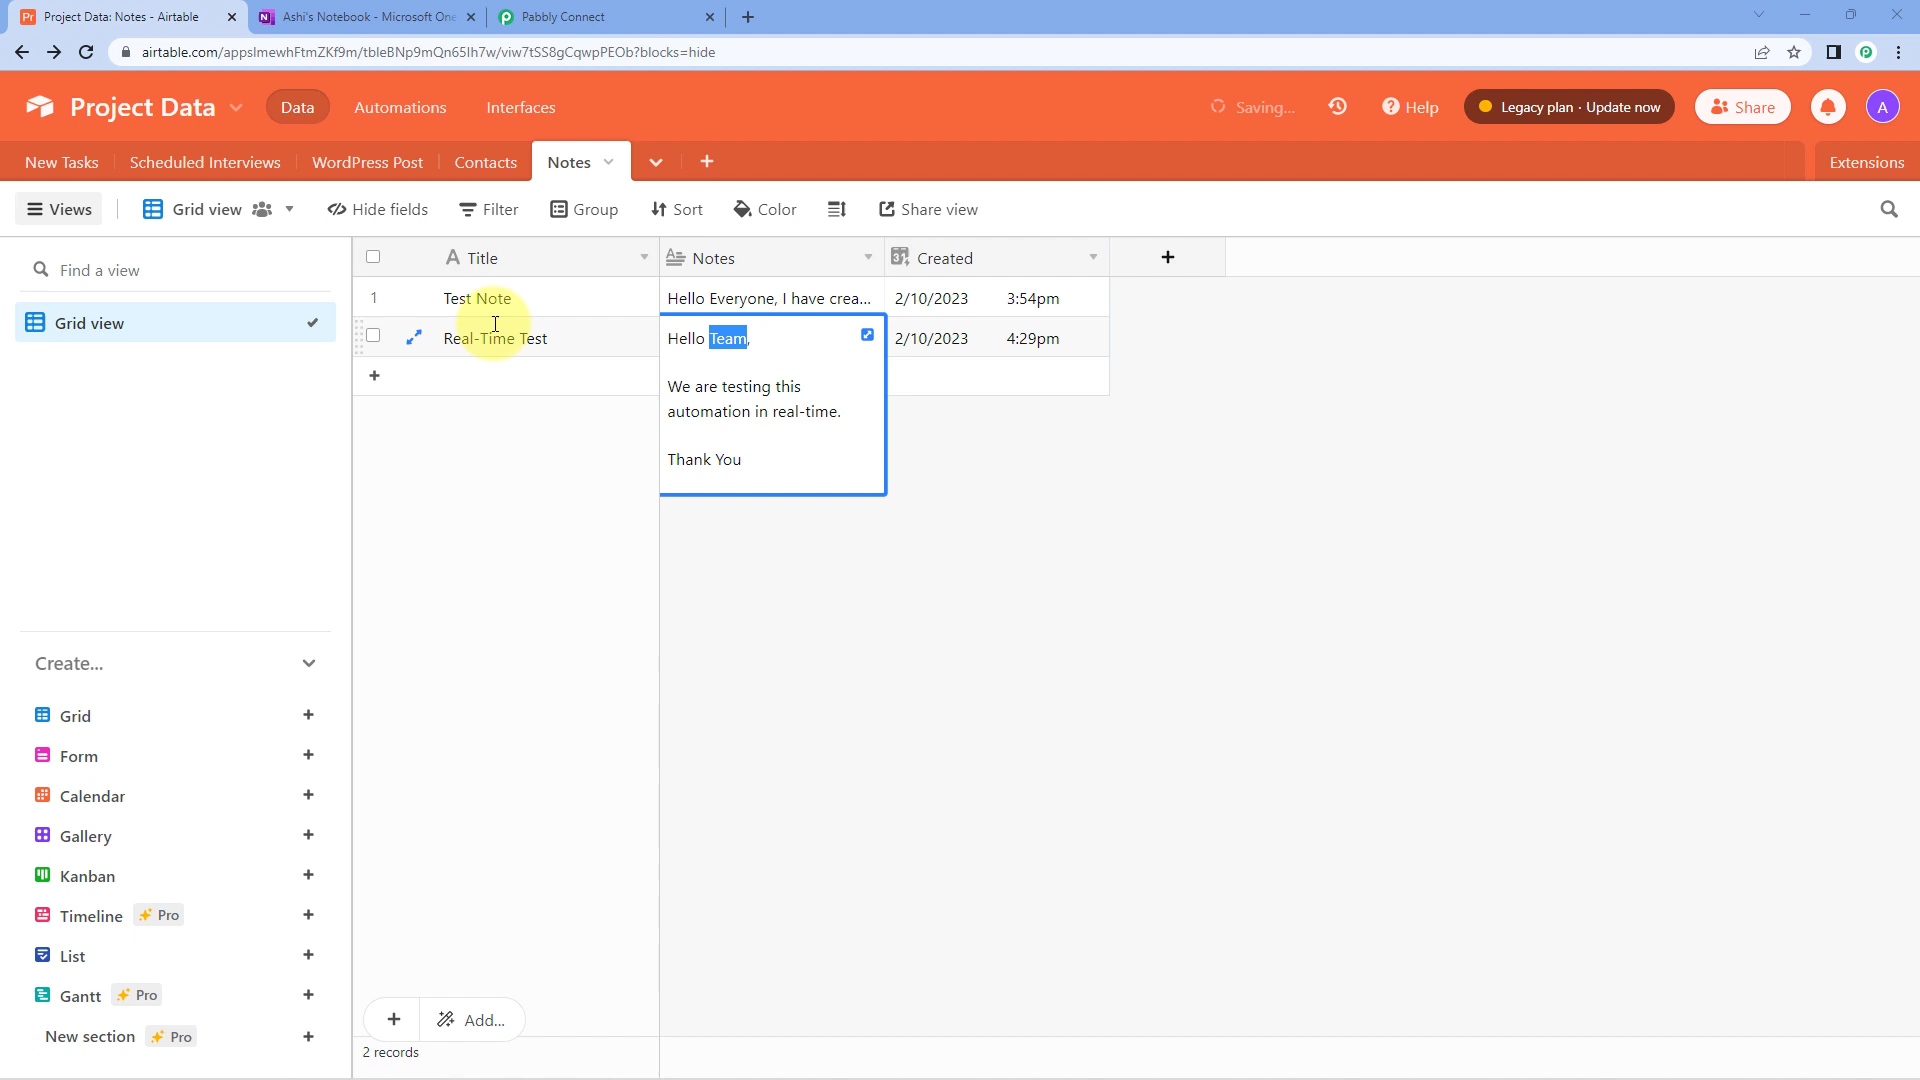 Project Data: Notes - Airtable
Ashi's Notebook - Microsoft One
Pabbly Connect
airtable.com/appsImewhFtmZKf9m/tbleBNp9mQn65Ih7w/viw7tSS8gCqwpPEOb?blocks=hide
Project Data
Data
Automations
Interfaces
Saving...
Help
Legacy plan · Update now
Share
A
New Tasks
Scheduled Interviews
WordPress Post
Contacts
Notes
Extensions
Views
Grid view
Hide fields
Filter
Group
Sort
Color
Share view
Find a view
Grid view
Title
Notes
Created
1
Test Note
Hello Everyone, I have crea...
2/10/2023 3:54pm
Real-Time Test
Hello Team,
2/10/2023 4:29pm
We are testing this
automation in real-time.
Thank You
Create...
Grid
Form
Calendar
Gallery
Kanban
Timeline Pro
List
Gantt Pro
New section Pro
Add...
2 records